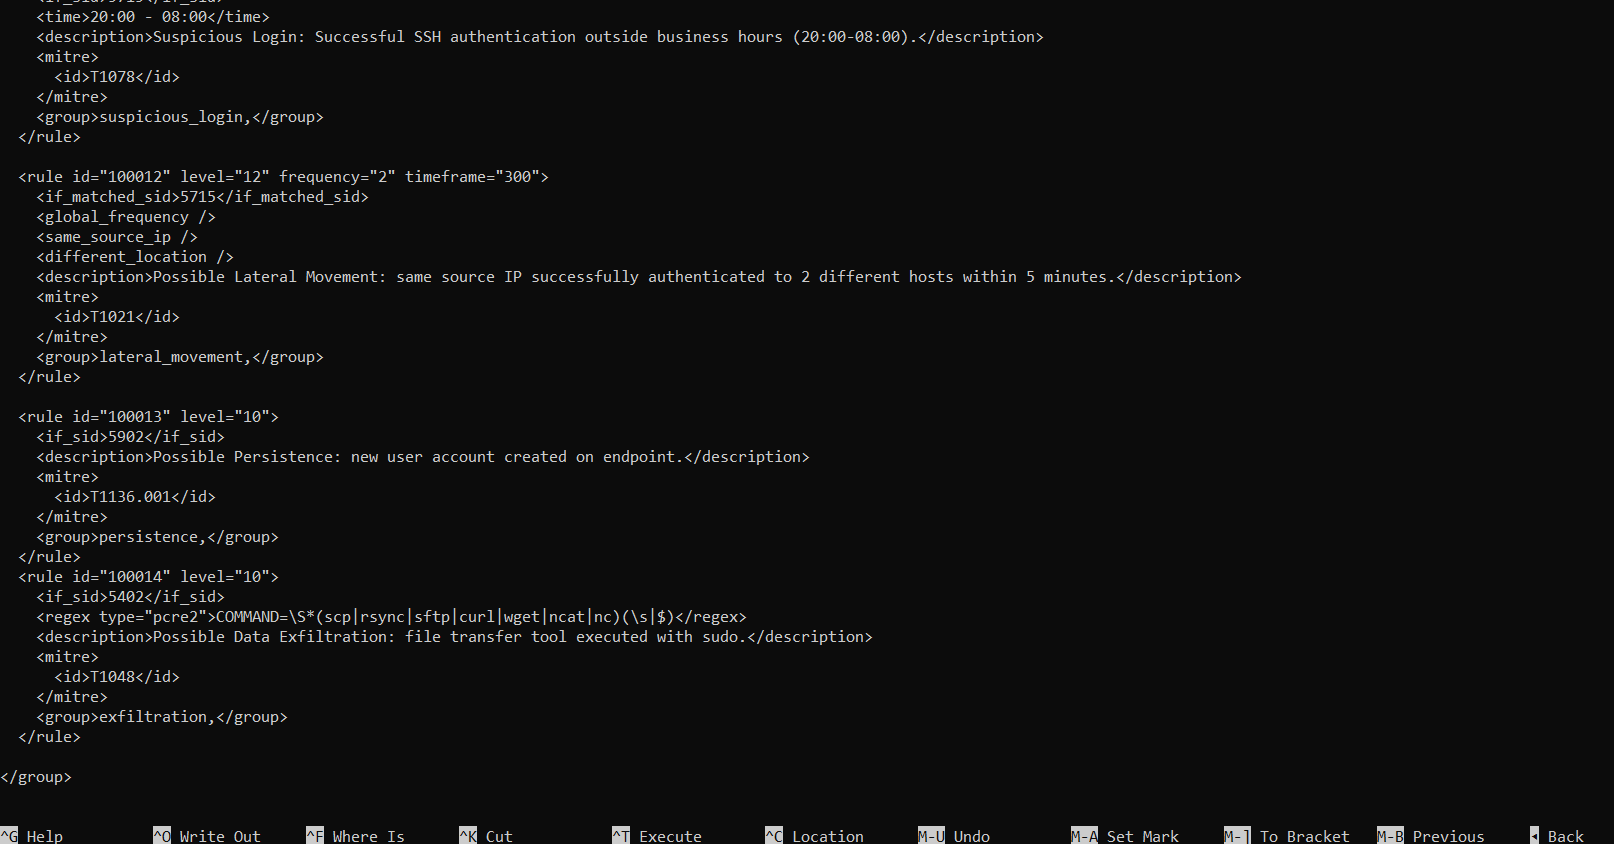 <time>20:00 - 08:00</time>
<description>Suspicious Login: Successful SSH authentication outside business hours (20:00-08:00).</description>
<mitre>
<id>T1078</id>
</mitre>
<group>suspicious_login,</group>
</rule>
<rule id="100012" level="12" frequency="2" timeframe="300">
<if_matched_sid>5715</if_matched_sid>
<global_frequency />
<same_source_ip />
<different_location />
<description>Possible Lateral Movement: same source IP successfully authenticated to 2 different hosts within 5 minutes.</description>
<mitre>
<id>T1021</id>
</mitre>
<group>lateral_movement,</group>
</rule>
<rule id="100013" level="10">
<if_sid>5902</if_sid>
<description>Possible Persistence: new user account created on endpoint.</description>
<mitre>
<id>T1136.001</id>
</mitre>
<group>persistence,</group>
</rule>
<rule id="100014" level="10">
<if_sid>5402</if_sid>
<regex type="pcre2">COMMAND=\S*(scp|rsync|sftp|curl|wget|ncat|nc)(\s|$)</regex>
<description>Possible Data Exfiltration: file transfer tool executed with sudo.</description>
<mitre>
<id>T1048</id>
</mitre>
<group>exfiltration,</group>
</rule>
</group>
^G Help ^O Write Out ^F Where Is ^K Cut ^T Execute ^C Location M-U Undo M-A Set Mark M-] To Bracket M-B Previous ◂ Back